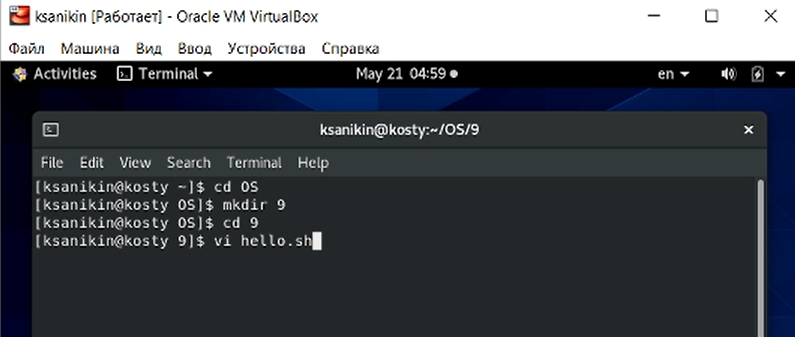 ksanikin [Работает] - Oracle VM VirtualBox
Файл Машина Вид Ввод Устройства Справка
Activities Terminal May 21 04:59 en
ksanikin@kosty:~/OS/9
File Edit View Search Terminal Help
[ksanikin@kosty ~]$ cd OS
[ksanikin@kosty OS]$ mkdir 9
[ksanikin@kosty OS]$ cd 9
[ksanikin@kosty 9]$ vi hello.sh